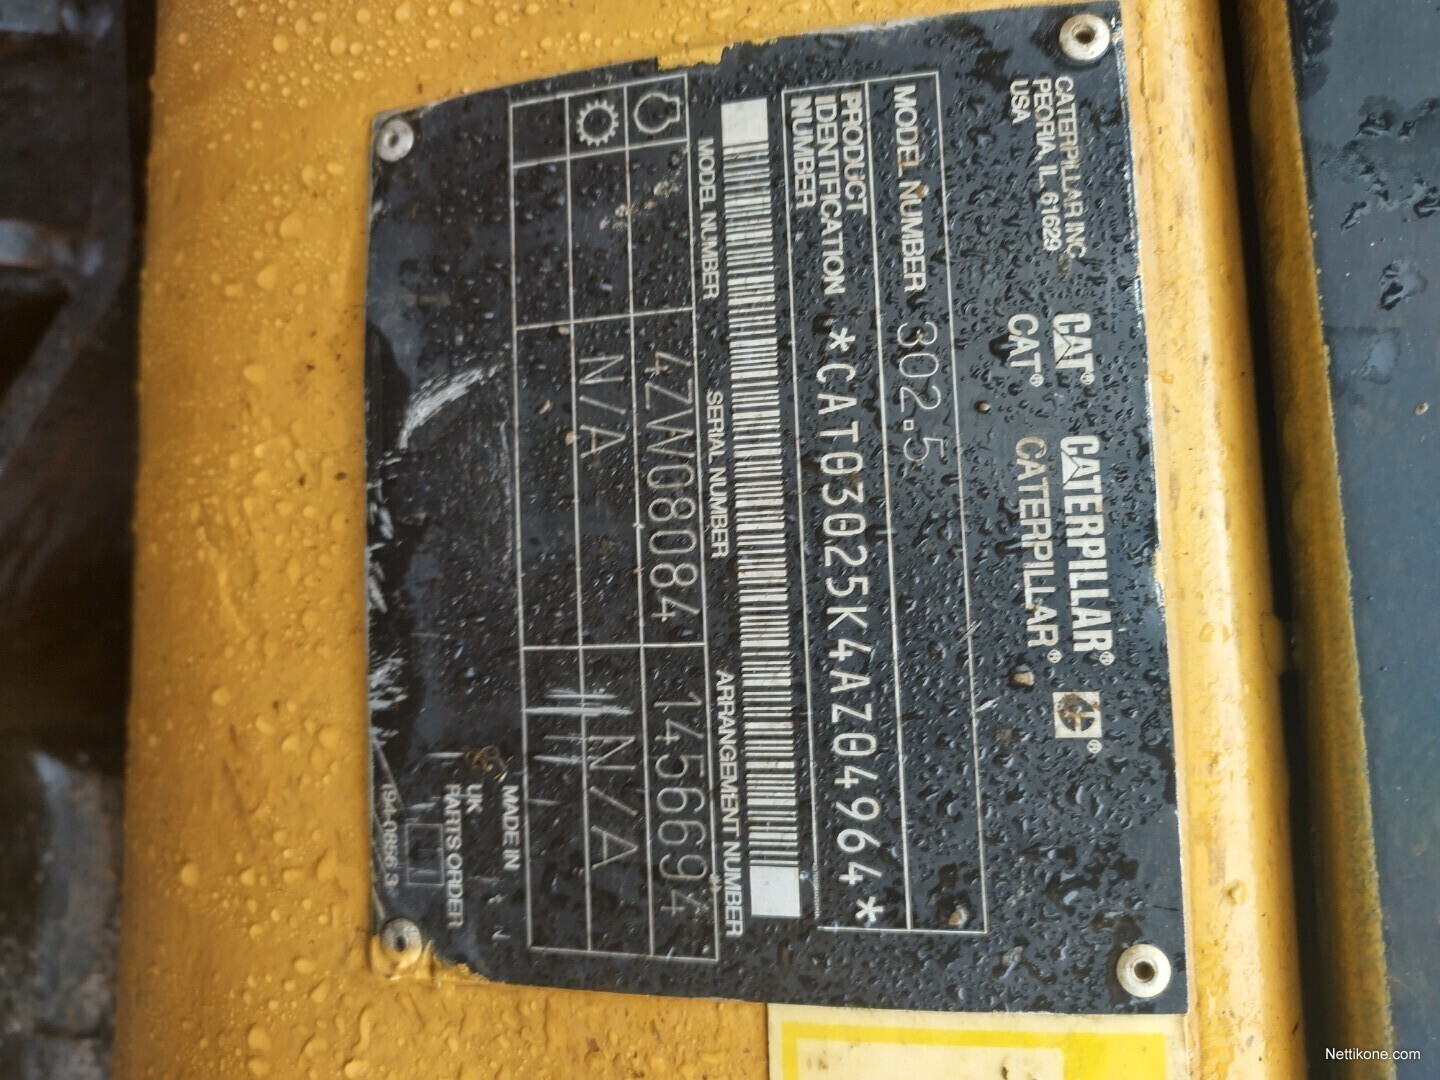 CATERPILLAR INC.
PEORIA, IL 61629
USA
CAT® CATERPILLAR® ®
CAT® CATERPILLAR®
MODEL NUMBER 302.5
PRODUCT
IDENTIFICATION
NUMBER
*CAT03025K4AZ04964*
MODEL NUMBER SERIAL NUMBER ARRANGEMENT NUMBER
4ZW08084 1456694
N/A N/A
MADE IN
UK
PARTS ORDER
Nettikone.com